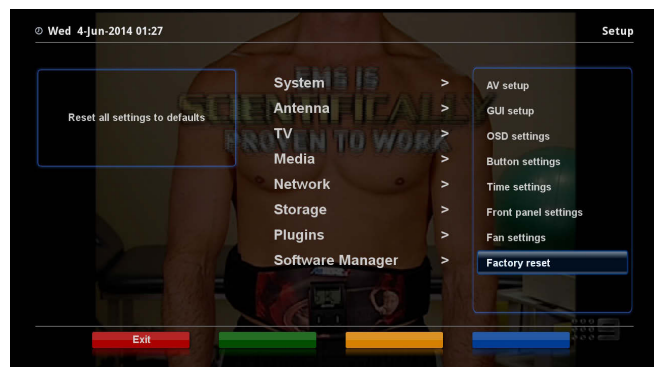 Wed 4-Jun-2014 01:27
Setup
Reset all settings to defaults
System >
Antenna >
TV >
Media >
Network >
Storage >
Plugins >
Software Manager >
AV setup
GUI setup
OSD settings
Button settings
Time settings
Front panel settings
Fan settings
Factory reset
EMS IS
SCIENTIFICALLY
PROVEN TO WORK
Exit